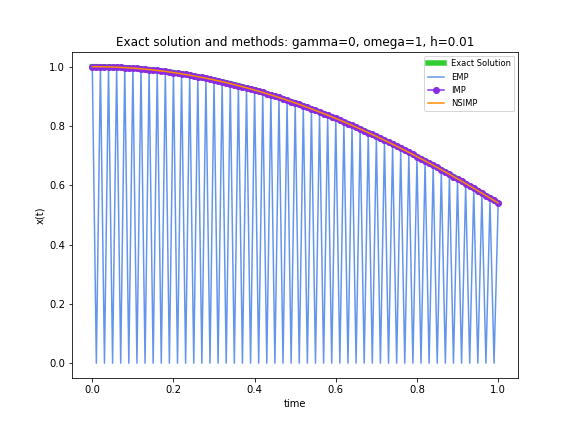 Exact solution and methods: gamma=0, omega=1, h=0.01
Exact Solution
EMP
IMP
NSIMP
x(t)
1.0
0.8
0.6
0.4
0.2
0.0
0.0 0.2 0.4 0.6 0.8 1.0
time